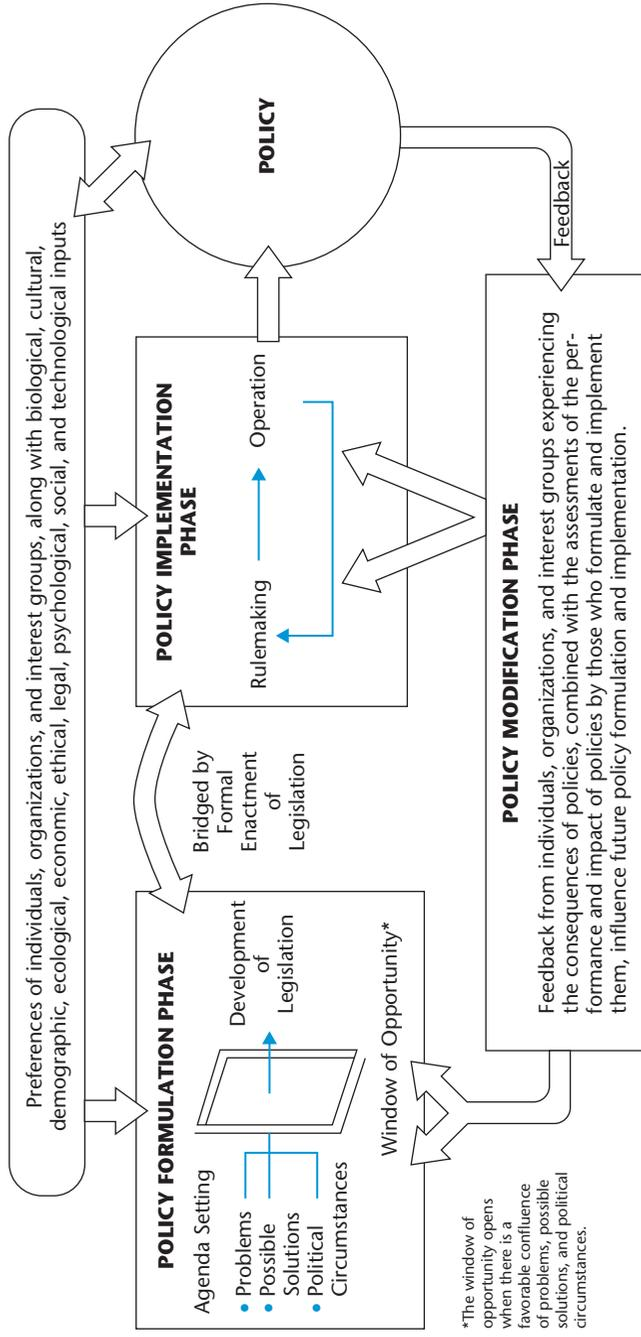 Preferences of individuals, organizations, and interest groups, along with biological, cultural,
demographic, ecological, economic, ethical, legal, psychological, social, and technological inputs
POLICY FORMULATION PHASE
Agenda Setting
• Problems
• Possible
Solutions
• Political
Circumstances
Development
of
Legislation
Window of Opportunity*
Bridged by
Formal
Enactment
of
Legislation
POLICY IMPLEMENTATION
PHASE
Rulemaking
Operation
POLICY
Feedback
POLICY MODIFICATION PHASE
Feedback from individuals, organizations, and interest groups experiencing
the consequences of policies, combined with the assessments of the per-
formance and impact of policies by those who formulate and implement
them, influence future policy formulation and implementation.
*The window of
opportunity opens
when there is a
favorable confluence
of problems, possible
solutions, and political
circumstances.